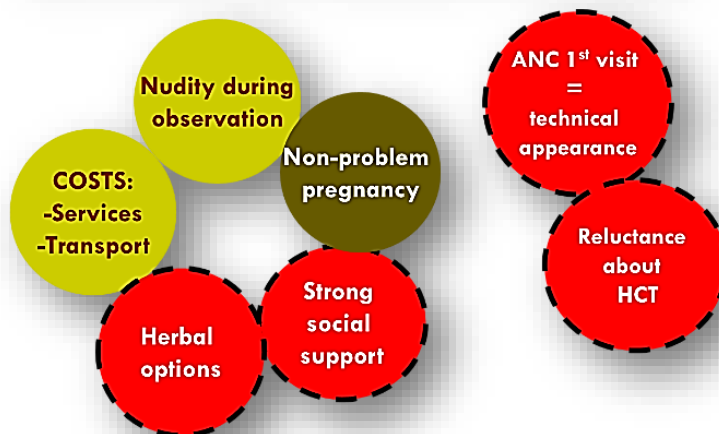 Nudity during
observation
Non-problem
pregnancy
COSTS:
-Services
-Transport
Herbal
options
Strong
social
support
ANC 1st visit
=
technical
appearance
Reluctance
about
HCT